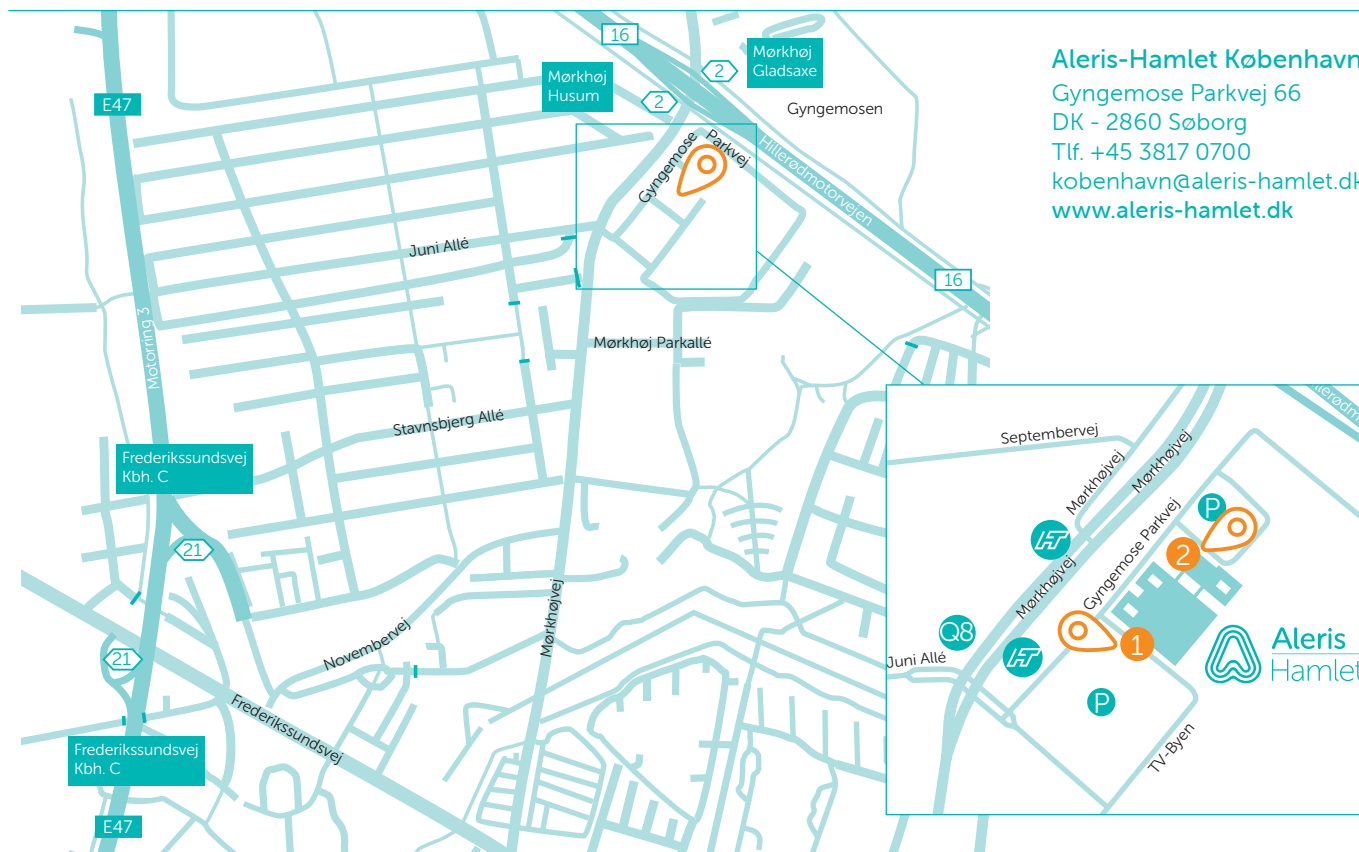 16
Mørkhøj
Gladsaxe
2
Mørkhøj
Husum
2
E47
Gyngemosen
Gyngemose
Parkvej
Hillerødmotorvejen
Juni Allé
16
Motorring 3
Mørkhøj Parkallé
Stavnsbjerg Allé
Frederikssundsvej
Kbh. C
21
21
Novembervej
Mørkhøjvej
Frederikssundsvej
Frederikssundsvej
Kbh. C
E47
Aleris-Hamlet København
Gyngemose Parkvej 66
DK - 2860 Søborg
Tlf. +45 3817 0700
kobenhavn@aleris-hamlet.dk
www.aleris-hamlet.dk
Septembervej
Mørkhøjvej
Mørkhøjvej
P
HT
2
Gyngemose Parkvej
Mørkhøjvej
Q8
HT
1
Juni Allé
Aleris
Hamlet
P
TV-Byen